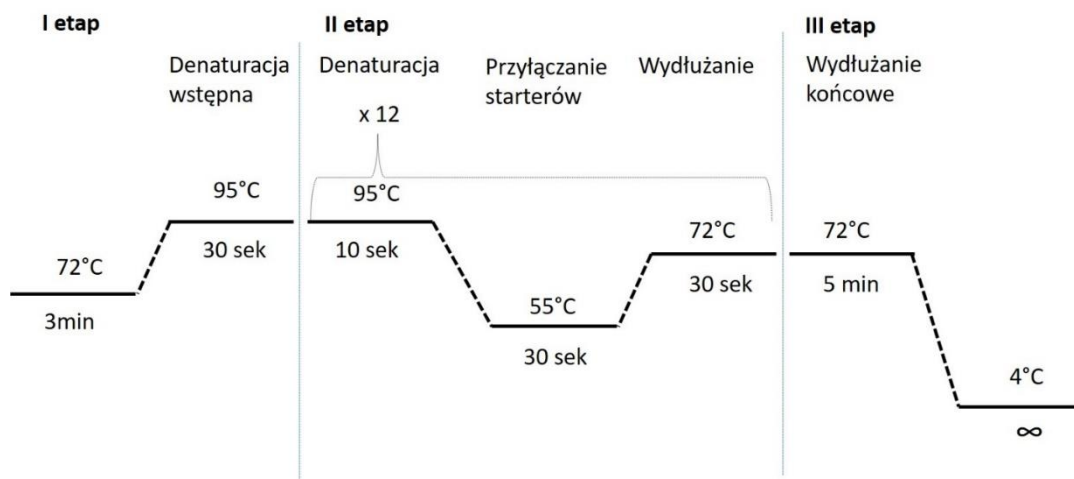 I etap
II etap
III etap
Denaturacja
wstępna
Denaturacja
Przyłączanie
starterów
Wydłużanie
Wydłużanie
końcowe
x 12
95°C
30 sek
95°C
10 sek
72°C
3min
55°C
30 sek
72°C
30 sek
72°C
5 min
4°C
∞